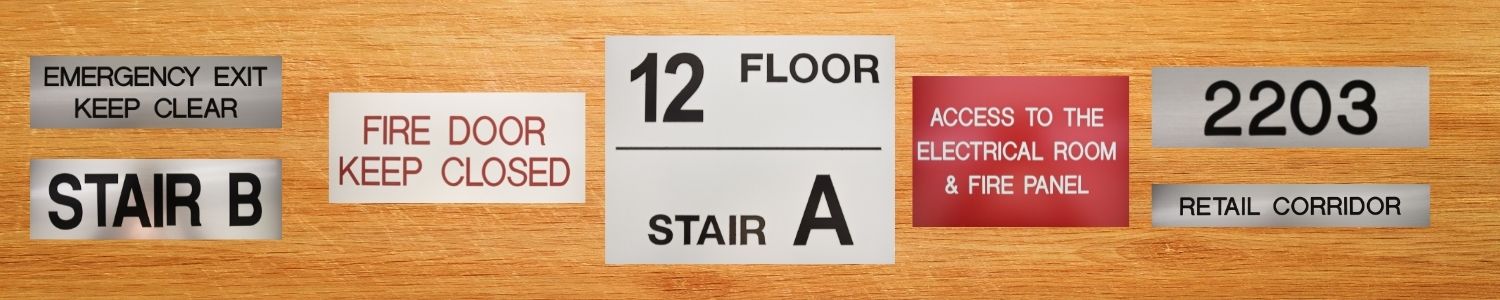 EMERGENCY EXIT
KEEP CLEAR
STAIR B
FIRE DOOR
KEEP CLOSED
12 FLOOR
STAIR A
ACCESS TO THE
ELECTRICAL ROOM
& FIRE PANEL
2203
RETAIL CORRIDOR